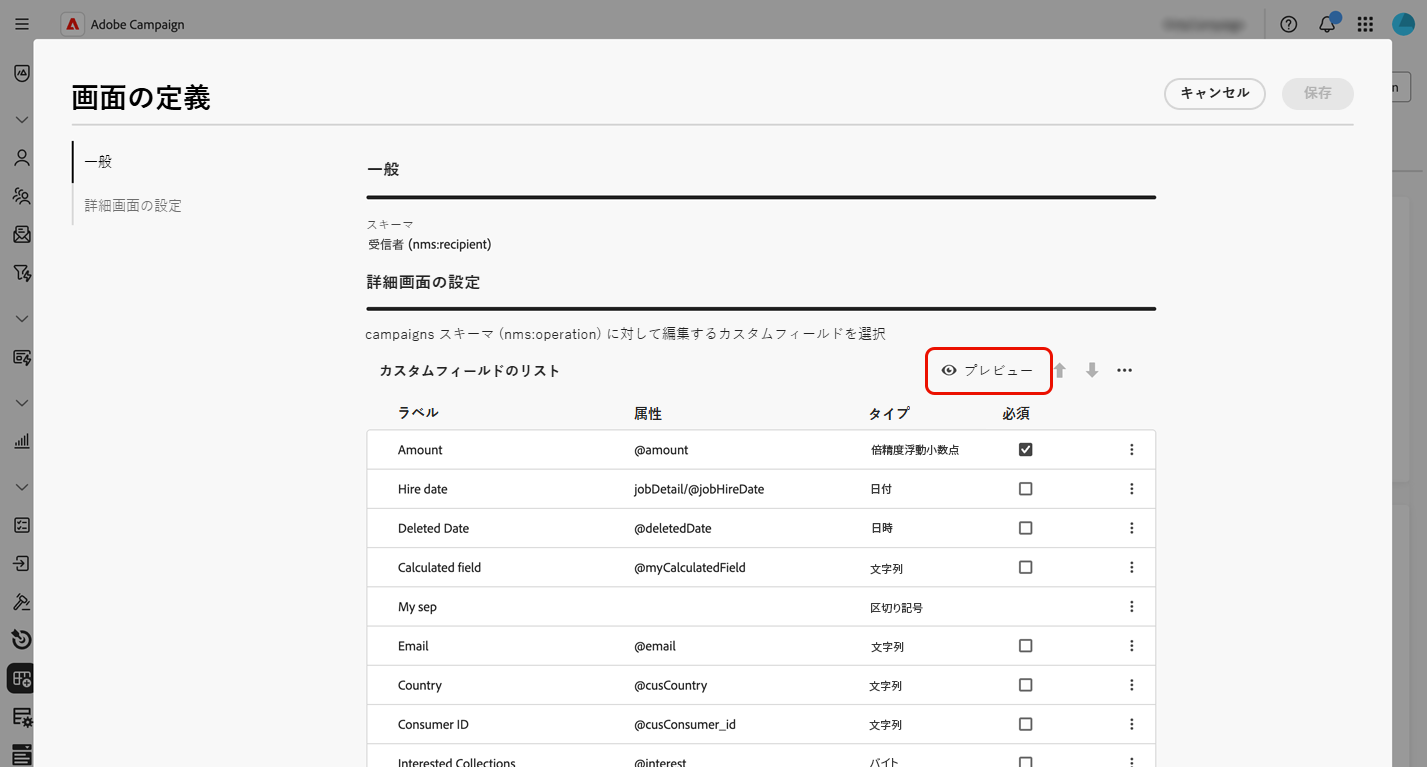 Adobe Campaign
画面の定義
キャンセル
保存
n
一般
詳細画面の設定
一般
スキーマ
受信者 (nms:recipient)
詳細画面の設定
campaigns スキーマ (nms:operation) に対して編集するカスタムフィールドを選択
カスタムフィールドのリスト
プレビュー
ラベル 属性 タイプ 必須
Amount @amount 倍精度浮動小数点
Hire date jobDetail/@jobHireDate 日付
Deleted Date @deletedDate 日時
Calculated field @myCalculatedField 文字列
My sep 区切り記号
Email @email 文字列
Country @cusCountry 文字列
Consumer ID @cusConsumer_id 文字列
Interested Collections @interest バイト